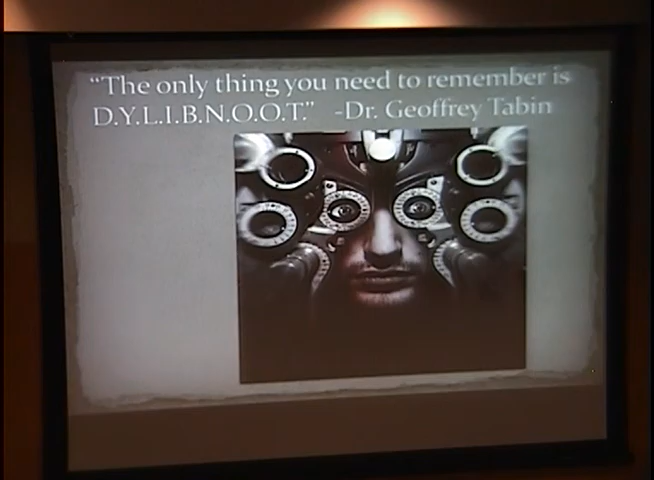 “The only thing you need to remember is
D.Y.L.I.B.N.O.O.T.” -Dr. Geoffrey Tabin